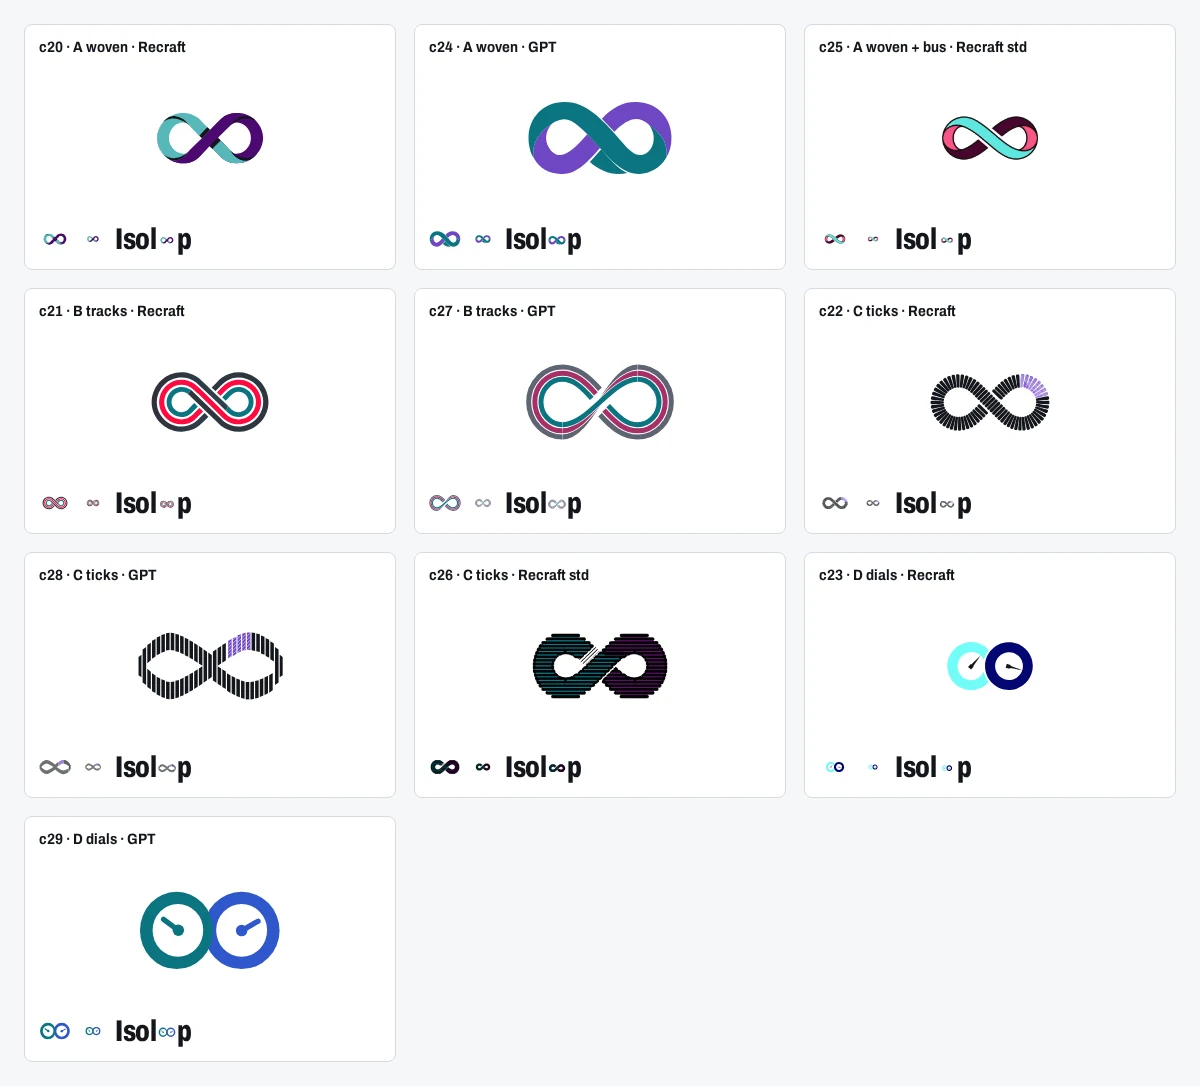 c20 · A woven · Recraft
Isol∞p
c24 · A woven · GPT
Isol∞p
c25 · A woven + bus · Recraft std
Isol∞p
c21 · B tracks · Recraft
Isol∞p
c27 · B tracks · GPT
Isol∞p
c22 · C ticks · Recraft
Isol∞p
c28 · C ticks · GPT
Isol∞p
c26 · C ticks · Recraft std
Isol∞p
c23 · D dials · Recraft
Isol∞p
c29 · D dials · GPT
Isol∞p